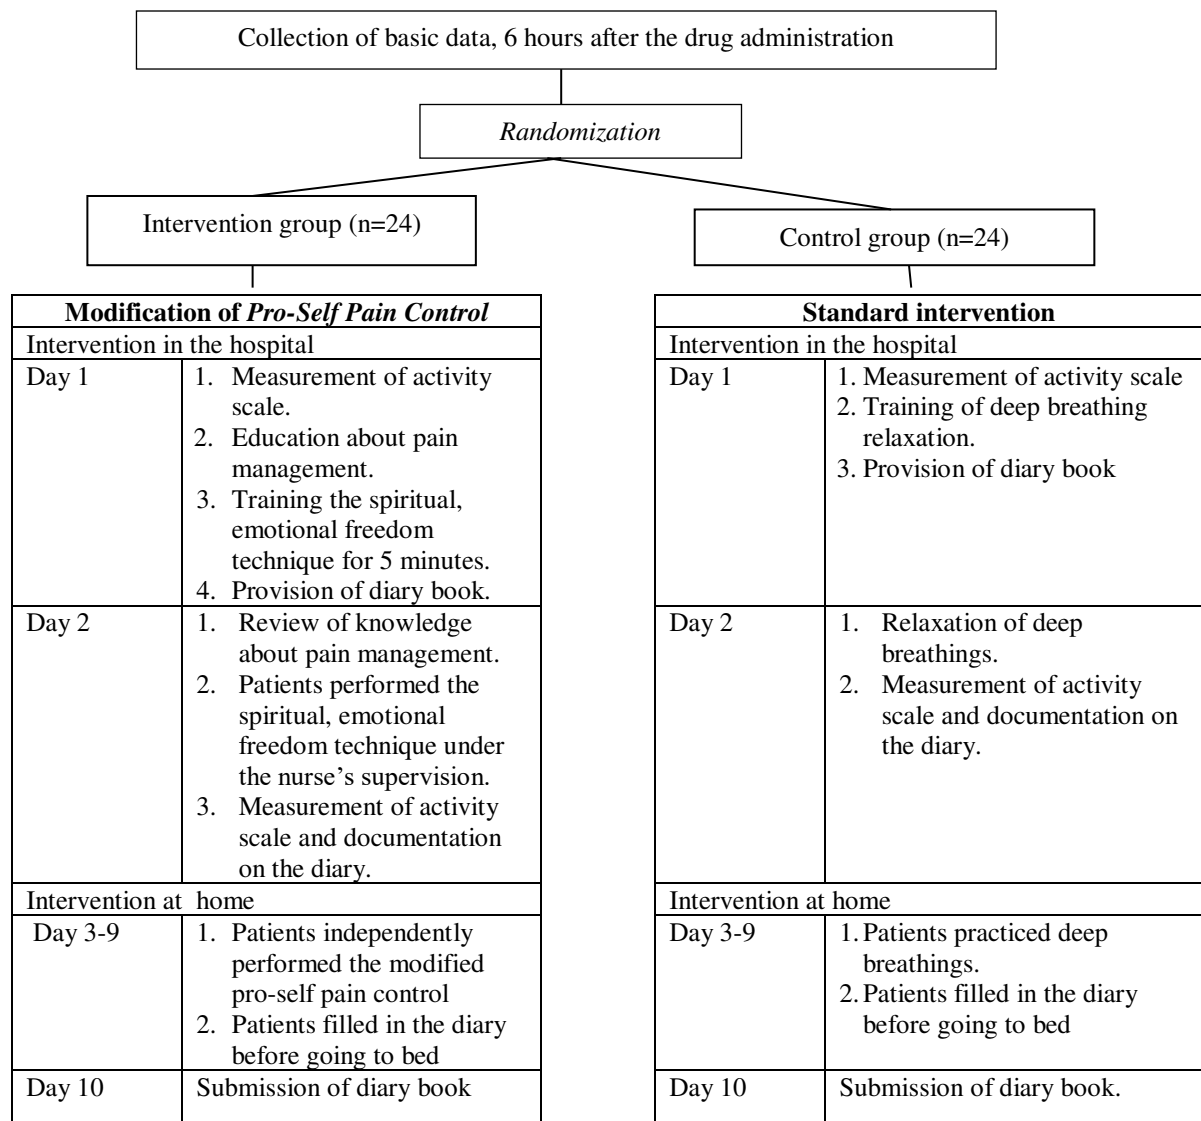 Collection of basic data, 6 hours after the drug administration
Randomization
Intervention group (n=24)
Control group (n=24)
Modification of Pro-Self Pain Control
Intervention in the hospital
Day 1
1. Measurement of activity
scale.
2. Education about pain
management.
3. Training the spiritual,
emotional freedom
technique for 5 minutes.
4. Provision of diary book.
Day 2
1. Review of knowledge
about pain management.
2. Patients performed the
spiritual, emotional
freedom technique under
the nurse’s supervision.
3. Measurement of activity
scale and documentation
on the diary.
Intervention at home
Day 3-9
1. Patients independently
performed the modified
pro-self pain control
2. Patients filled in the diary
before going to bed
Day 10
Submission of diary book
Standard intervention
Intervention in the hospital
Day 1
1. Measurement of activity scale
2. Training of deep breathing
relaxation.
3. Provision of diary book
Day 2
1. Relaxation of deep
breathings.
2. Measurement of activity
scale and documentation on
the diary.
Intervention at home
Day 3-9
1. Patients practiced deep
breathings.
2. Patients filled in the diary
before going to bed
Day 10
Submission of diary book.